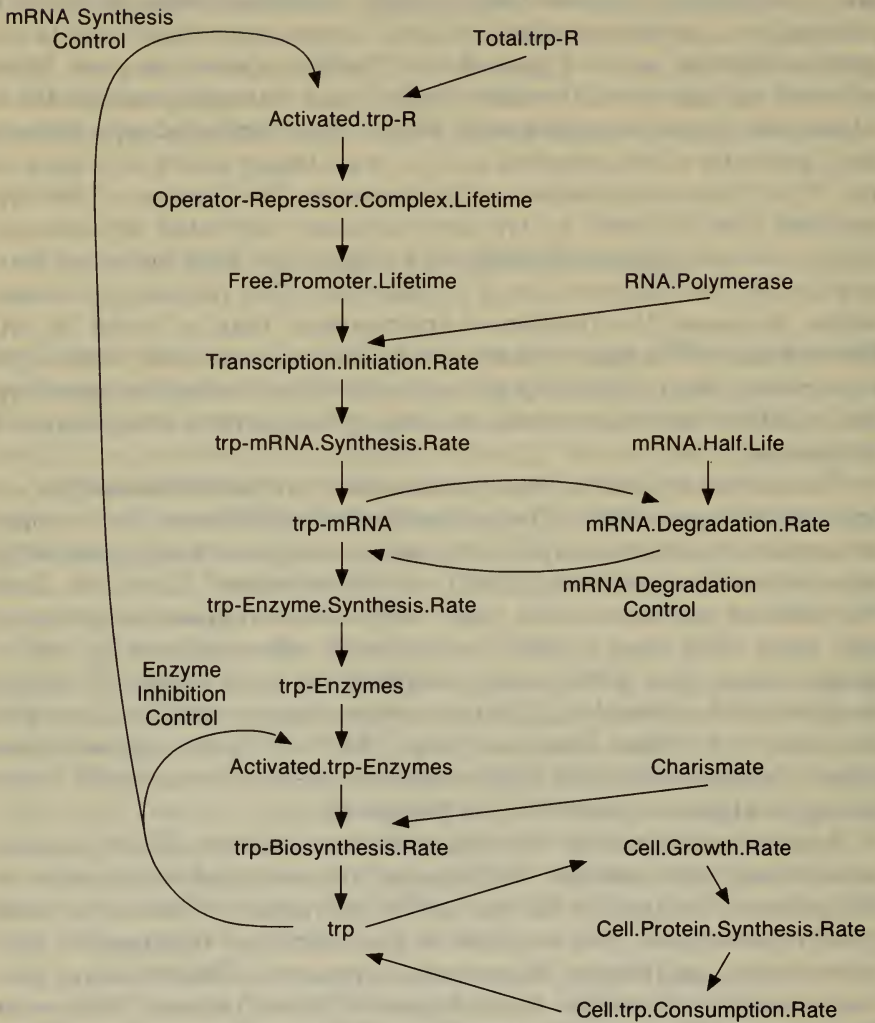 mRNA Synthesis
Control
Total.trp-R
Activated.trp-R
Operator-Repressor.Complex.Lifetime
Free.Promoter.Lifetime
RNA.Polymerase
Transcription.Initiation.Rate
trp-mRNA.Synthesis.Rate
mRNA.Half.Life
trp-mRNA
mRNA.Degradation.Rate
mRNA Degradation
Control
trp-Enzyme.Synthesis.Rate
Enzyme
Inhibition
Control
trp-Enzymes
Activated.trp-Enzymes
Charismate
trp-Biosynthesis.Rate
Cell.Growth.Rate
trp
Cell.Protein.Synthesis.Rate
Cell.trp.Consumption.Rate